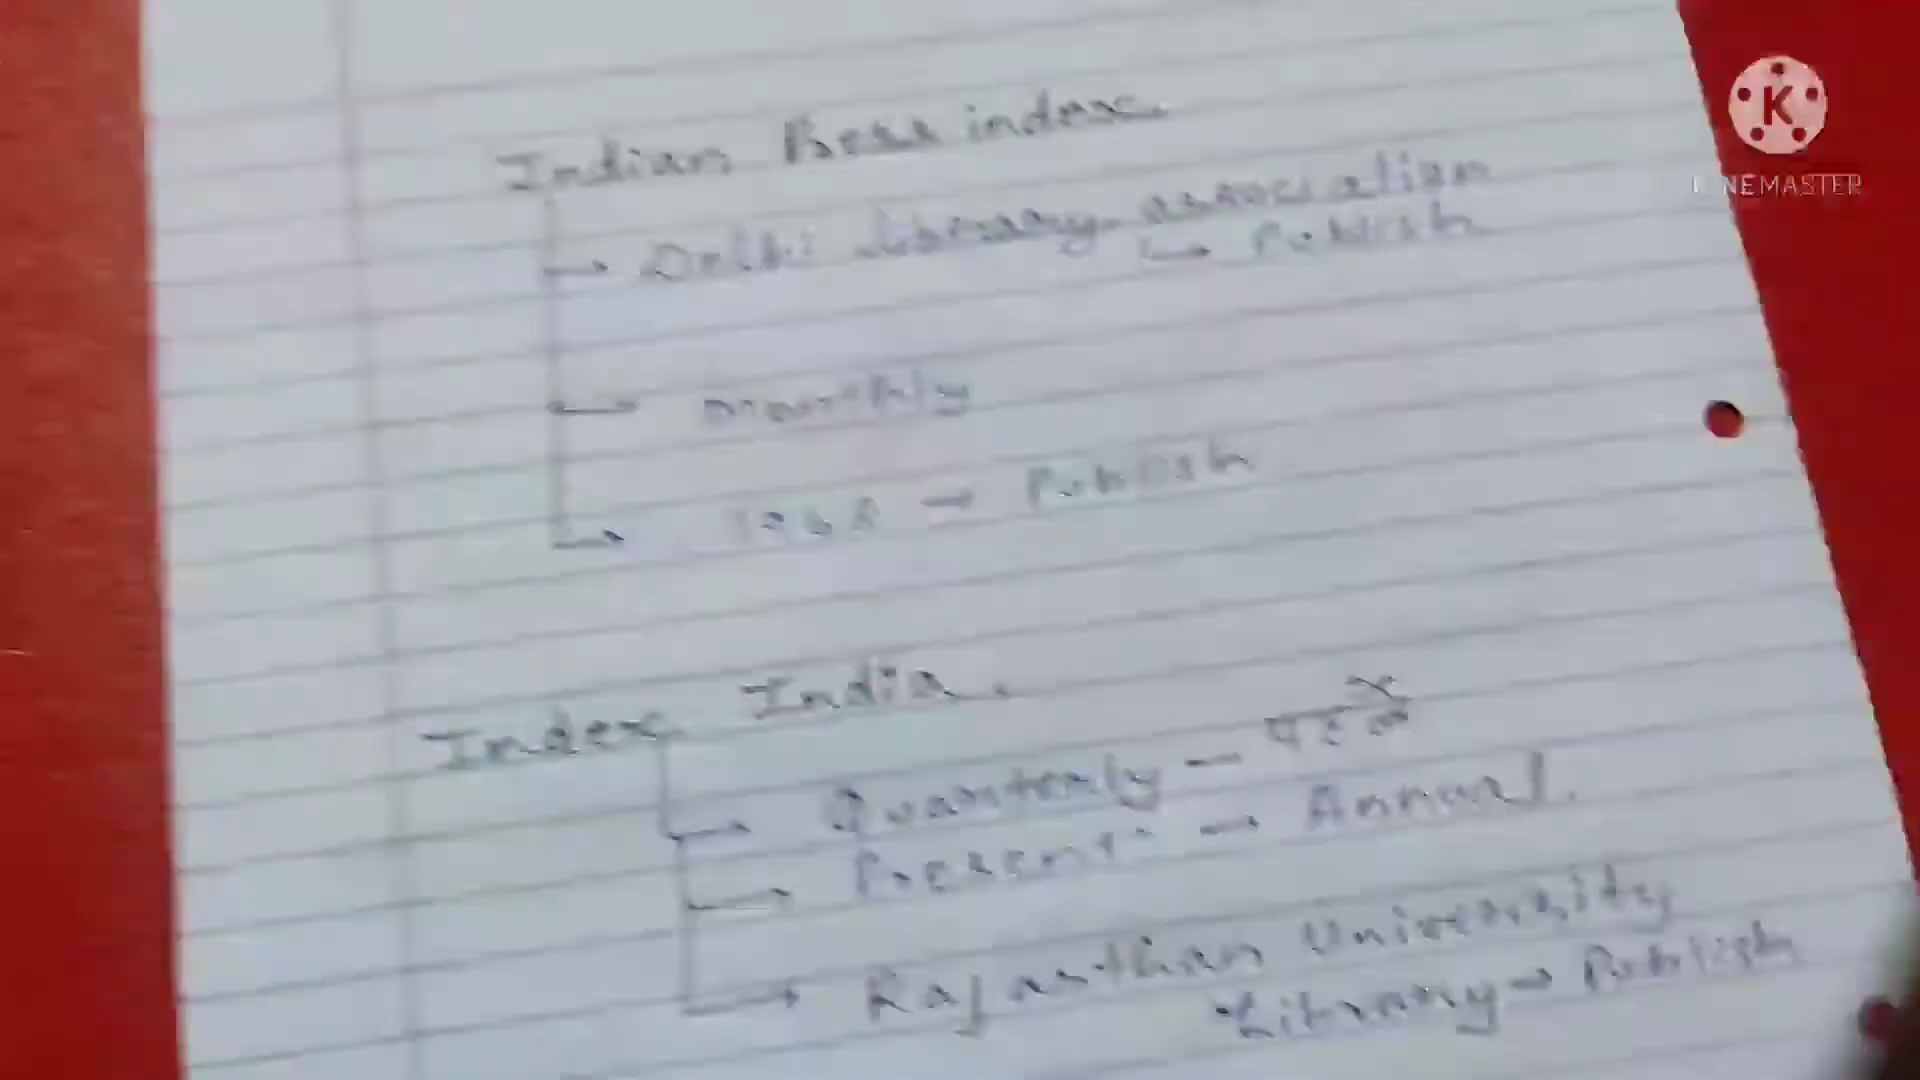 Indian Press index.
→ Delhi library association
↳ Publish
→ monthly
→ 1968 → Publish
Index India.
→ Quarterly - पहले
→ Present → Annual.
→ Rajasthan University
Library → Publish
K
KINEMASTER